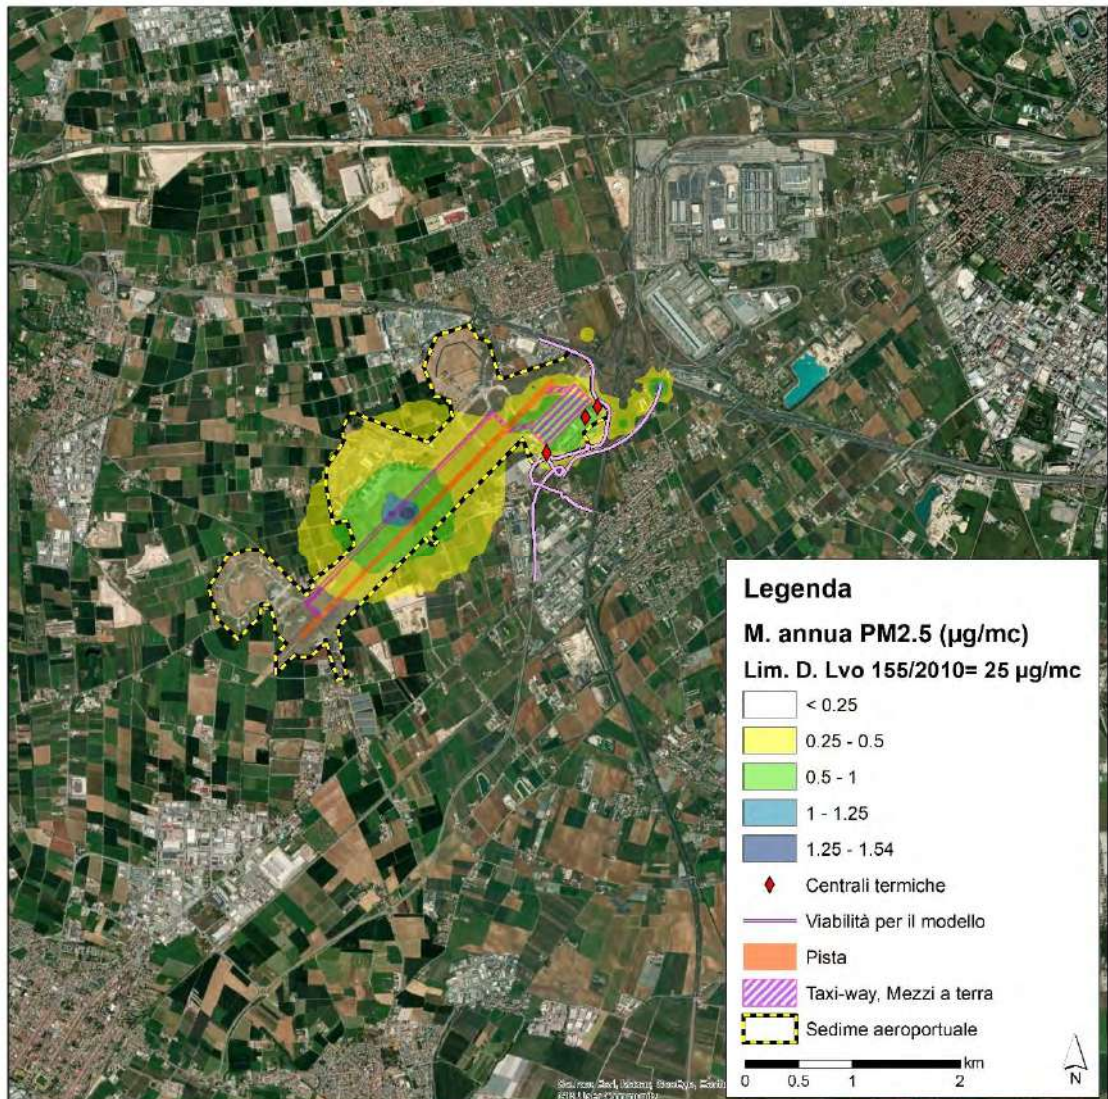 Legenda
M. annua PM2.5 (µg/mc)
Lim. D. Lvo 155/2010= 25 µg/mc
< 0.25
0.25 - 0.5
0.5 - 1
1 - 1.25
1.25 - 1.54
Centrali termiche
Viabilità per il modello
Pista
Taxi-way, Mezzi a terra
Sedime aeroportuale
km
0 0.5 1 2
N